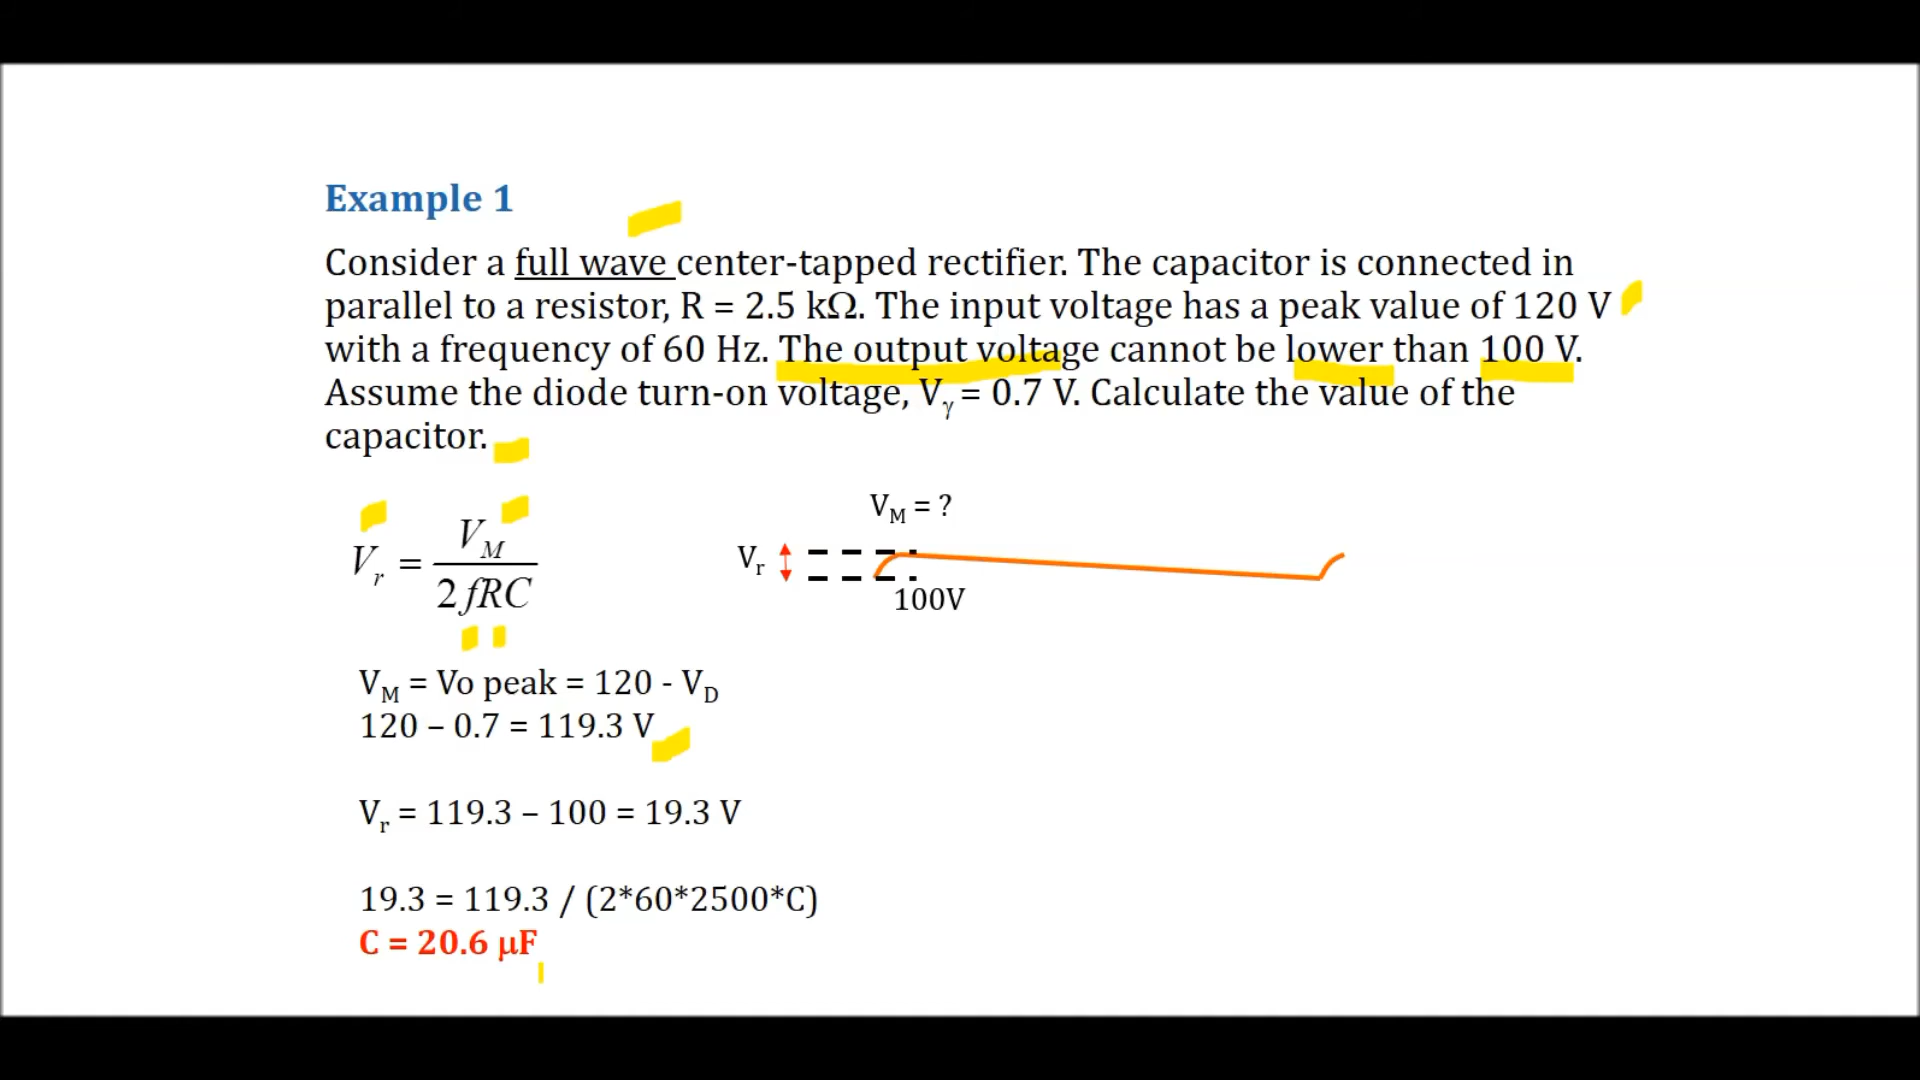 Example 1
Consider a full wave center-tapped rectifier. The capacitor is connected in
parallel to a resistor, R = 2.5 kΩ. The input voltage has a peak value of 120 V
with a frequency of 60 Hz. The output voltage cannot be lower than 100 V.
Assume the diode turn-on voltage, Vγ = 0.7 V. Calculate the value of the
capacitor.
Vr = VM / 2fRC
VM = ?
Vr
100V
VM = Vo peak = 120 - VD
120 – 0.7 = 119.3 V
Vr = 119.3 – 100 = 19.3 V
19.3 = 119.3 / (2*60*2500*C)
C = 20.6 μF